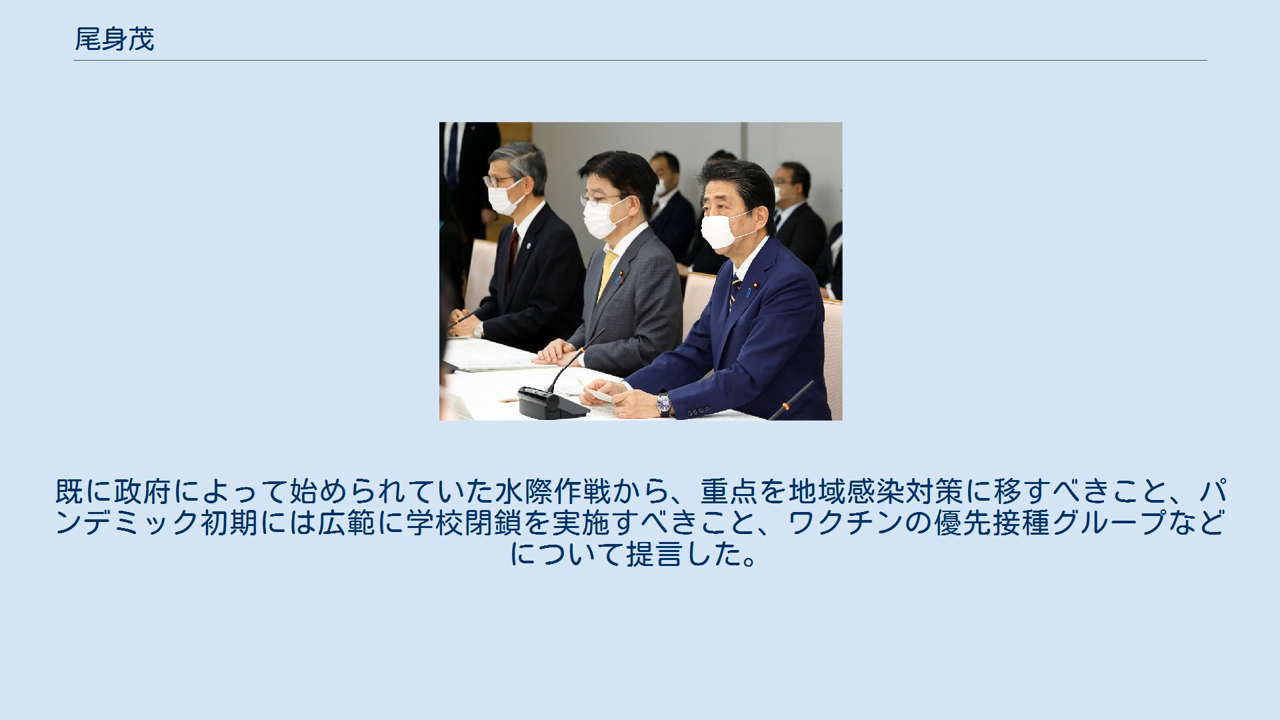 尾身茂
既に政府によって始められていた水際作戦から、重点を地域感染対策に移すべきこと、パ
ンデミック初期には広範に学校閉鎖を実施すべきこと、ワクチンの優先接種グループなど
について提言した。